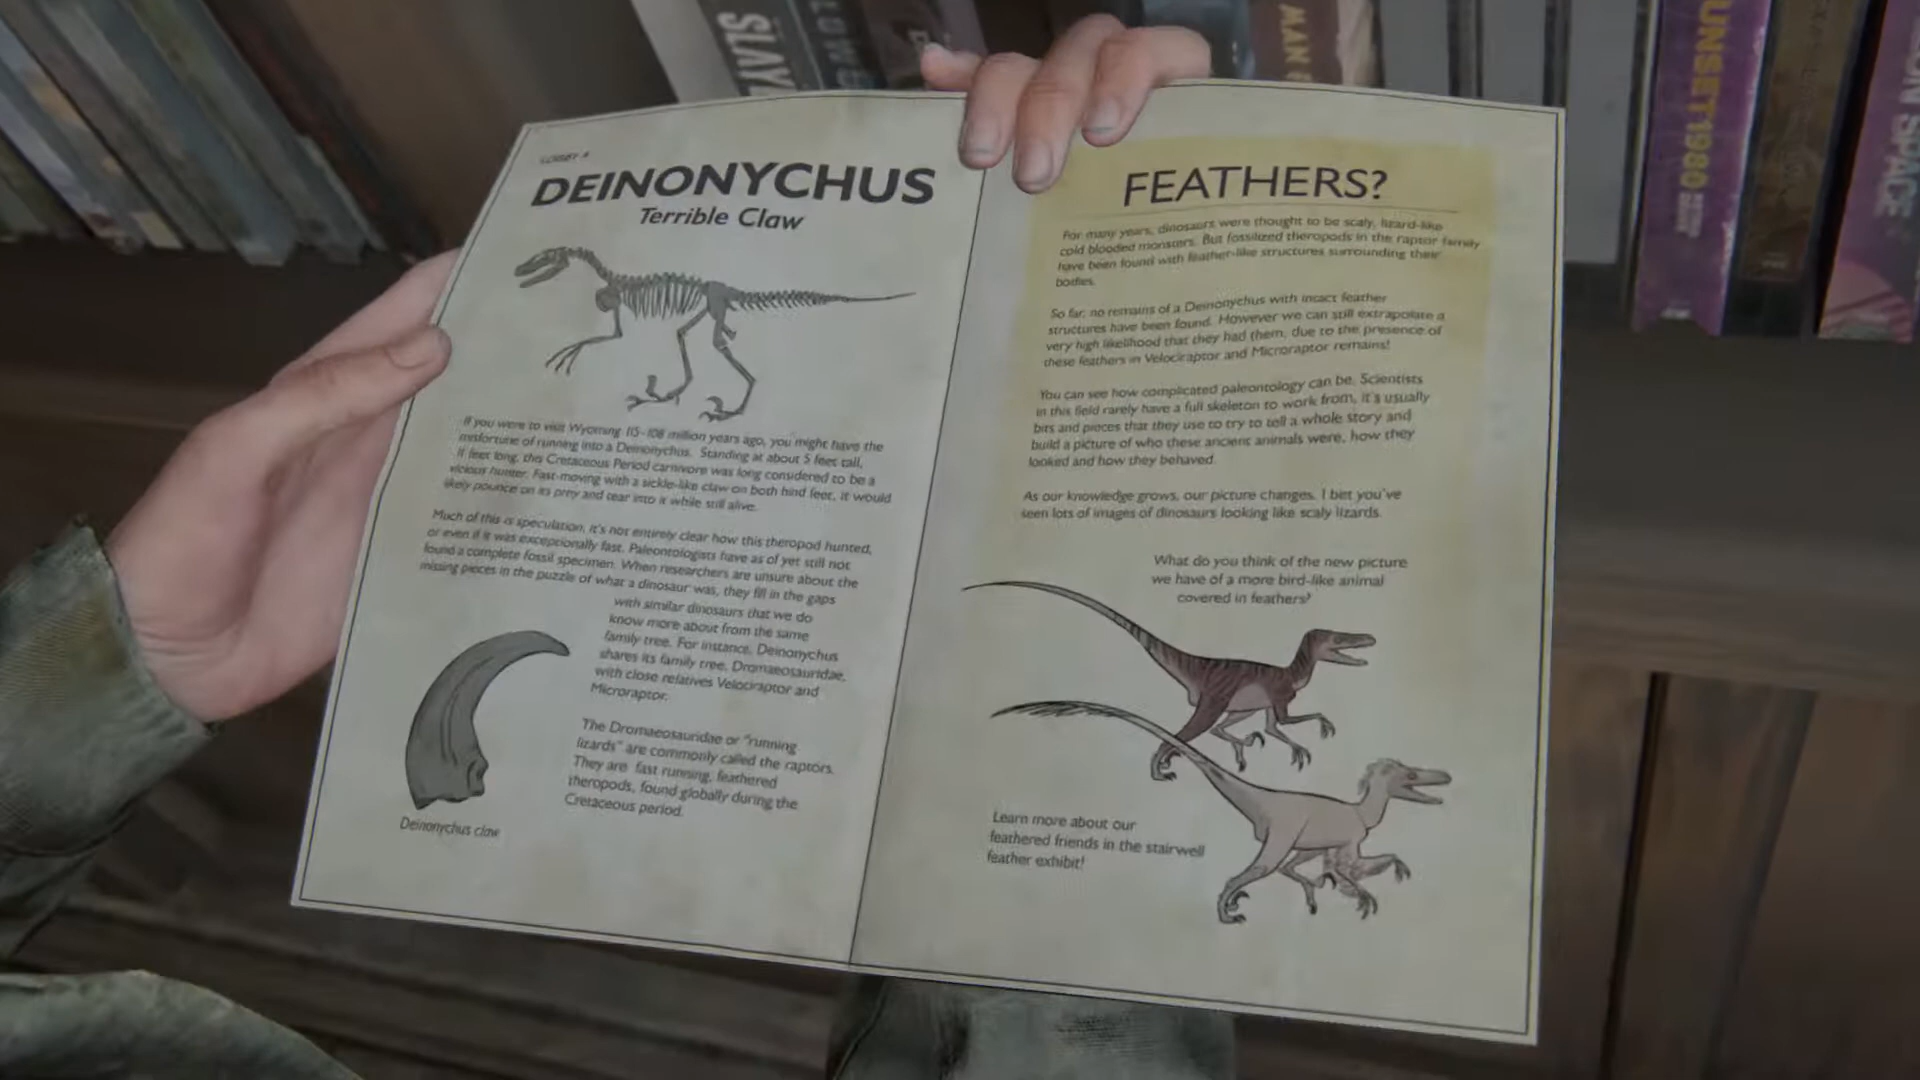 SLAY
MAN
UNSET 1980
ON SPACE
LOBBY #
DEINONYCHUS
Terrible Claw
If you were to visit Wyoming 115-108 million years ago, you might have the
misfortune of running into a Deinonychus. Standing at about 5 feet tall,
11 feet long, this Cretaceous Period carnivore was long considered to be a
vicious hunter. Fast-moving with a sickle-like claw on both hind feet, it would
likely pounce on its prey and tear into it while still alive.
Much of this is speculation, it's not entirely clear how this theropod hunted,
or even if it was exceptionally fast. Paleontologists have as of yet still not
found a complete fossil specimen. When researchers are unsure about the
missing pieces in the puzzle of what a dinosaur was, they fill in the gaps
with similar dinosaurs that we do
know more about from the same
family tree. For instance, Deinonychus
shares its family tree, Dromaeosauridae,
with close relatives Velociraptor and
Microraptor.
The Dromaeosauridae or "running
lizards" are commonly called the raptors.
They are fast running, feathered
theropods, found globally during the
Cretaceous period.
Deinonychus claw
FEATHERS?
For many years, dinosaurs were thought to be scaly, lizard-like
cold blooded monsters. But fossilized theropods in the raptor family
have been found with feather-like structures surrounding their
bodies.
So far, no remains of a Deinonychus with intact feather
structures have been found. However we can still extrapolate a
very high likelihood that they had them, due to the presence of
these feathers in Velociraptor and Microraptor remains!
You can see how complicated paleontology can be. Scientists
in this field rarely have a full skeleton to work from, it's usually
bits and pieces that they use to try to tell a whole story and
build a picture of who these ancient animals were, how they
looked and how they behaved.
As our knowledge grows, our picture changes. I bet you've
seen lots of images of dinosaurs looking like scaly lizards.
What do you think of the new picture
we have of a more bird-like animal
covered in feathers?
Learn more about our
feathered friends in the stairwell
feather exhibit!